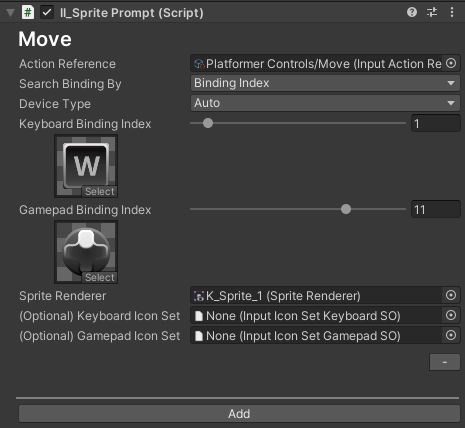 II_Sprite Prompt (Script)
Move
Action Reference Platformer Controls/Move (Input Action Re
Search Binding By Binding Index
Device Type Auto
Keyboard Binding Index 1
W
Select
Gamepad Binding Index 11
Select
Sprite Renderer K_Sprite_1 (Sprite Renderer)
(Optional) Keyboard Icon Set None (Input Icon Set Keyboard SO)
(Optional) Gamepad Icon Set None (Input Icon Set Gamepad SO)
-
Add